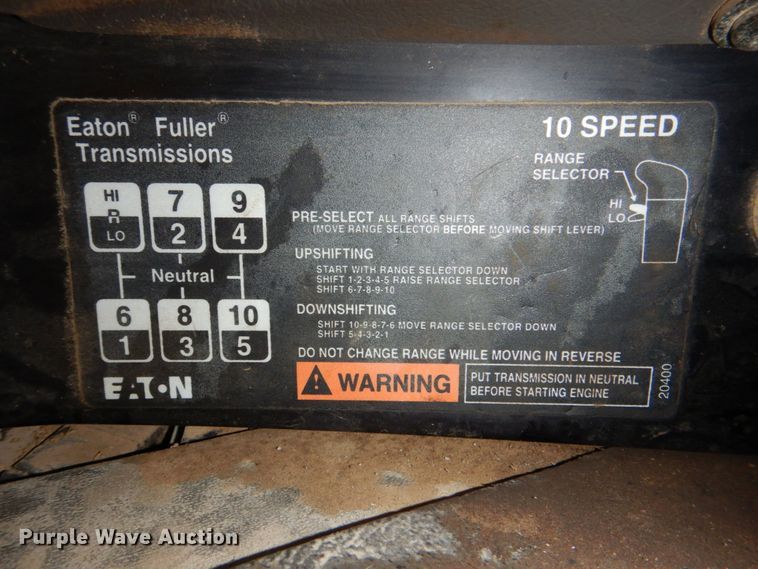 Eaton® Fuller®
Transmissions
10 SPEED
RANGE
SELECTOR
HI
LO
HI
R
LO
7
2
9
4
Neutral
6
1
8
3
10
5
EATON
PRE-SELECT ALL RANGE SHIFTS
(MOVE RANGE SELECTOR BEFORE MOVING SHIFT LEVER)
UPSHIFTING
START WITH RANGE SELECTOR DOWN
SHIFT 1-2-3-4-5 RAISE RANGE SELECTOR
SHIFT 6-7-8-9-10
DOWNSHIFTING
SHIFT 10-9-8-7-6 MOVE RANGE SELECTOR DOWN
SHIFT 5-4-3-2-1
DO NOT CHANGE RANGE WHILE MOVING IN REVERSE
WARNING
PUT TRANSMISSION IN NEUTRAL
BEFORE STARTING ENGINE
20400
Purple Wave Auction